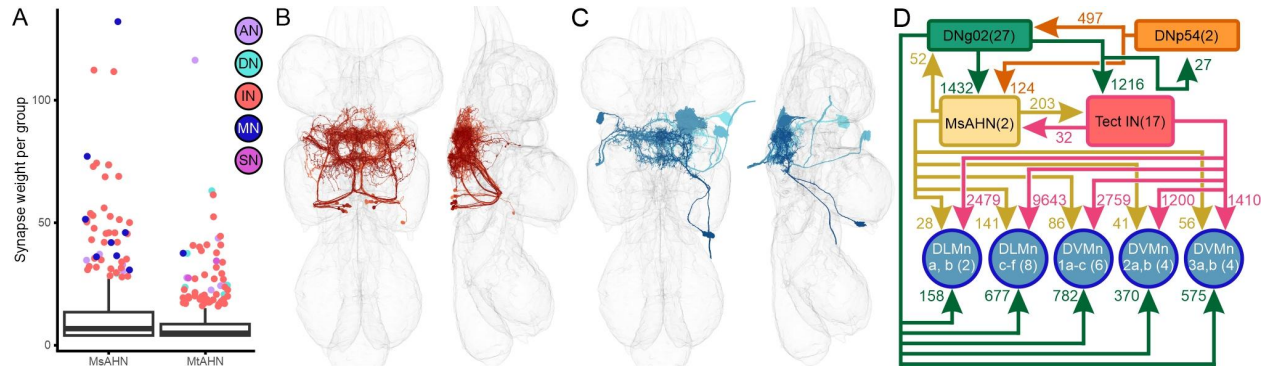 A
B
C
D
AN
DN
IN
MN
SN
Synapse weight per group
100
50
0
MsAHN
MtAHN
DNg02(27)
497
DNp54(2)
52
1432
124
1216
27
MsAHN(2)
203
32
Tect IN(17)
2479
9643
2759
1200
1410
28
141
86
41
56
DLMn
a, b (2)
DLMn
c-f (8)
DVMn
1a-c (6)
DVMn
2a,b (4)
DVMn
3a,b (4)
158
677
782
370
575